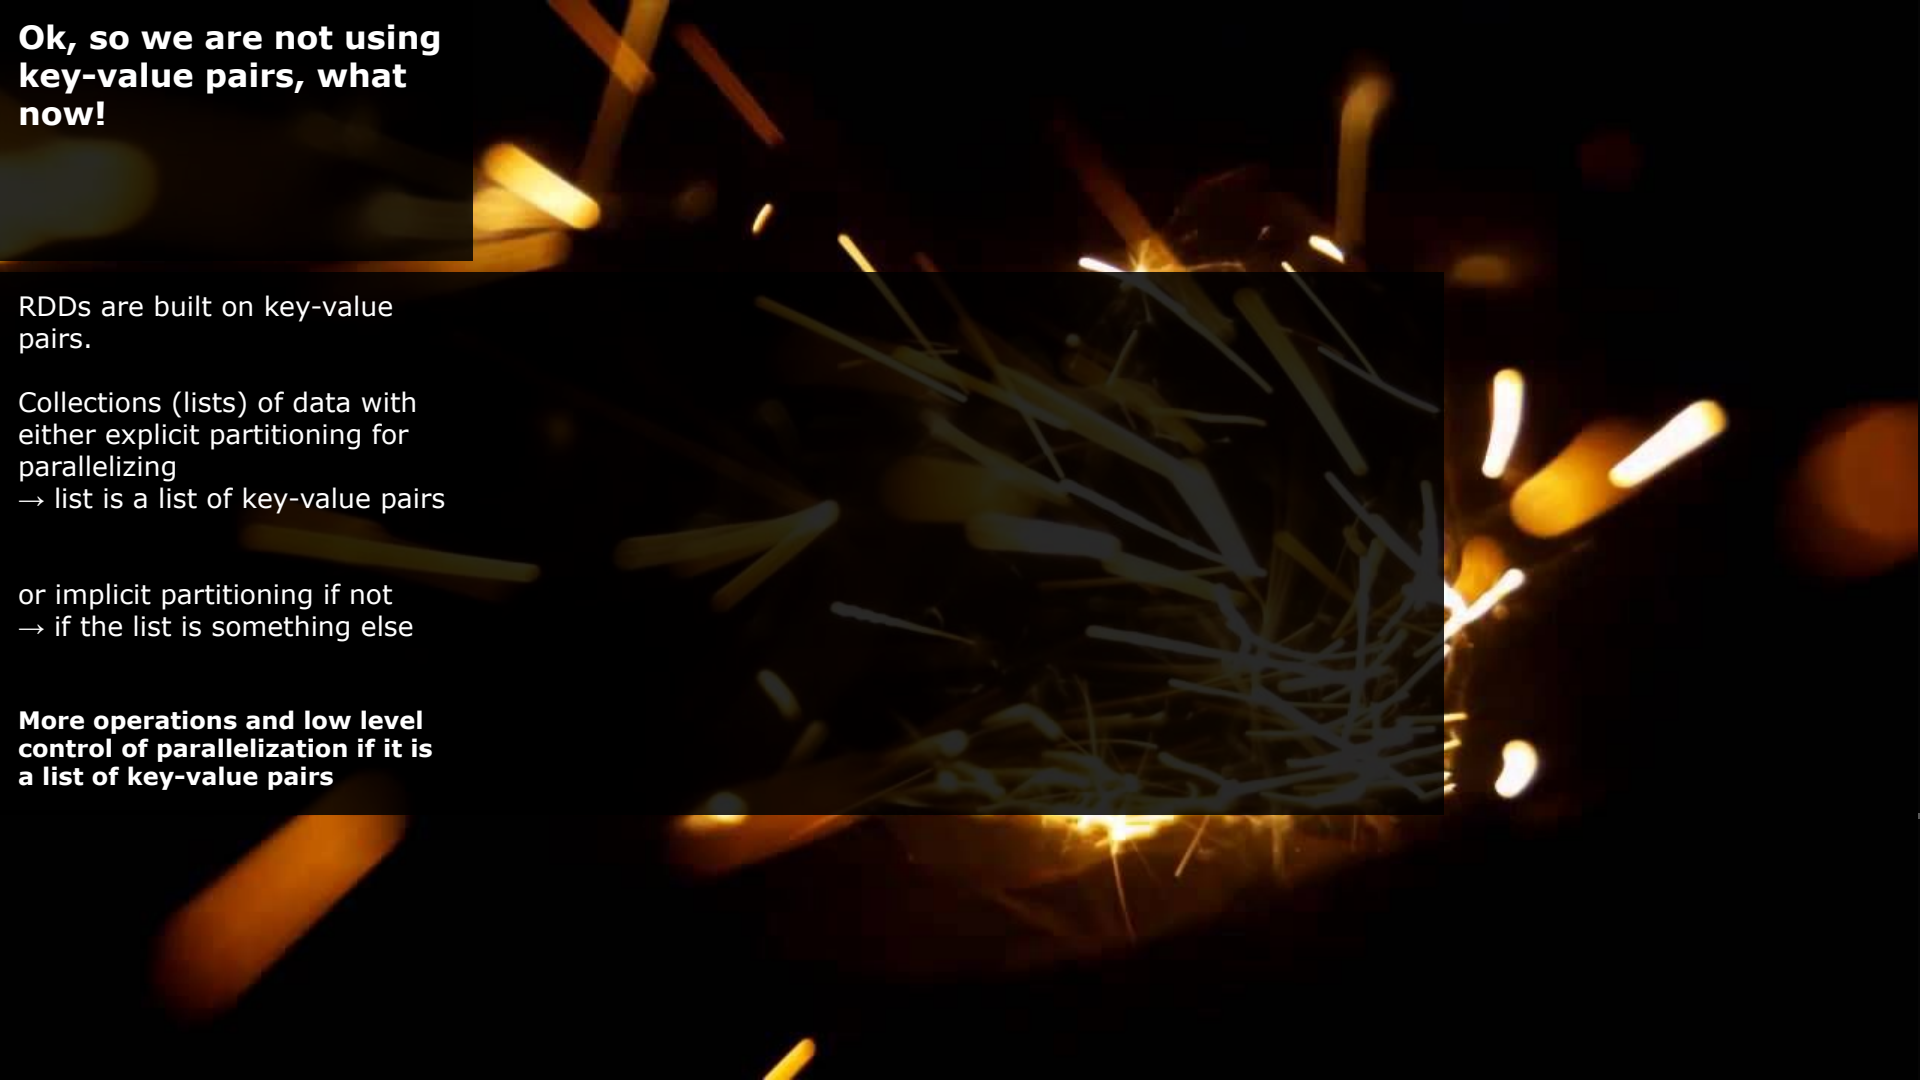 Ok, so we are not using
key-value pairs, what
now!
RDDs are built on key-value
pairs.
Collections (lists) of data with
either explicit partitioning for
parallelizing
→ list is a list of key-value pairs
or implicit partitioning if not
→ if the list is something else
More operations and low level
control of parallelization if it is
a list of key-value pairs